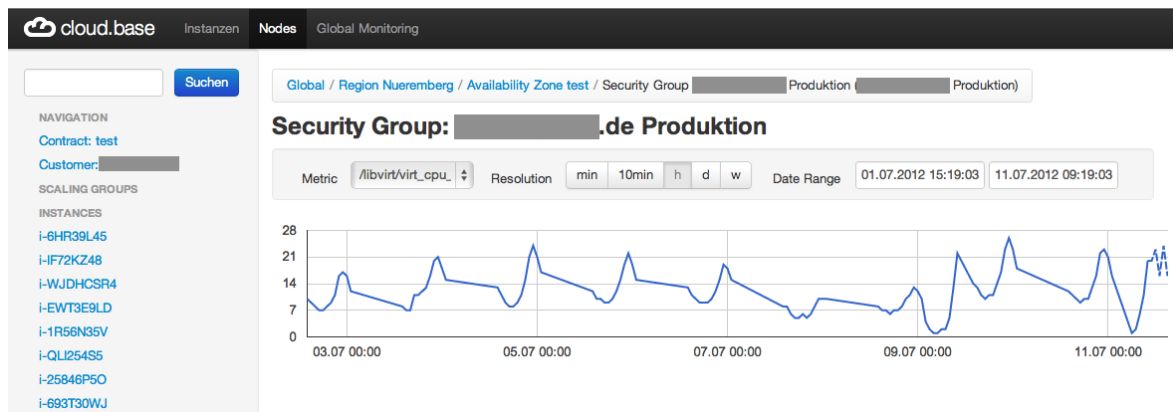 cloud.base Instanzen Nodes Global Monitoring
Suchen
Global / Region Nueremberg / Availability Zone test / Security Group Produktion ( Produktion)
NAVIGATION
Contract: test
Customer:
SCALING GROUPS
INSTANCES
i-6HR39L45
i-IF72KZ48
i-WJDHCSR4
i-EWT3E9LD
i-1R56N35V
i-QLI254S5
i-25846P5O
i-693T30WJ
Security Group: .de Produktion
Metric /libvirt/virt_cpu_ Resolution min 10min h d w Date Range 01.07.2012 15:19:03 11.07.2012 09:19:03
28
21
14
7
0
03.07 00:00 05.07 00:00 07.07 00:00 09.07 00:00 11.07 00:00